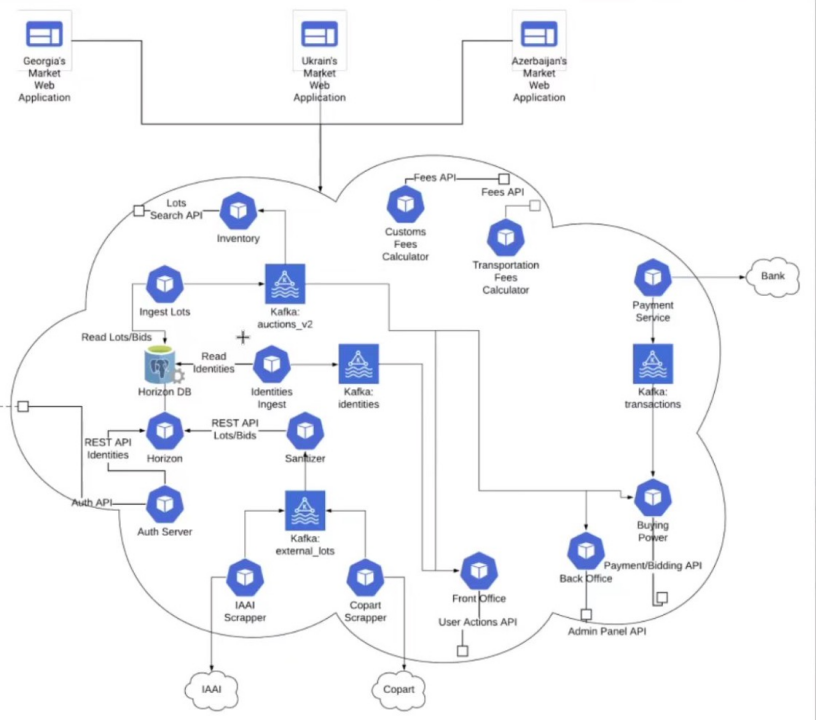 Georgia's
Market
Web
Application
Ukrain's
Market
Web
Application
Azerbaijan's
Market
Web
Application
Fees API
Fees API
Lots
Search API
Inventory
Customs
Fees
Calculator
Transportation
Fees
Calculator
Ingest Lots
Kafka:
auctions_v2
Payment
Service
Bank
Read Lots/Bids
Read
Identities
Horizon DB
Identities
Ingest
Kafka:
identities
Kafka:
transactions
REST API
Identities
Horizon
REST API
Lots/Bids
Sanitizer
Auth API
Auth Server
Kafka:
external_lots
Buying
Power
Payment/Bidding API
IAAI
Scrapper
Copart
Scrapper
Front Office
User Actions API
Back Office
Admin Panel API
IAAI
Copart